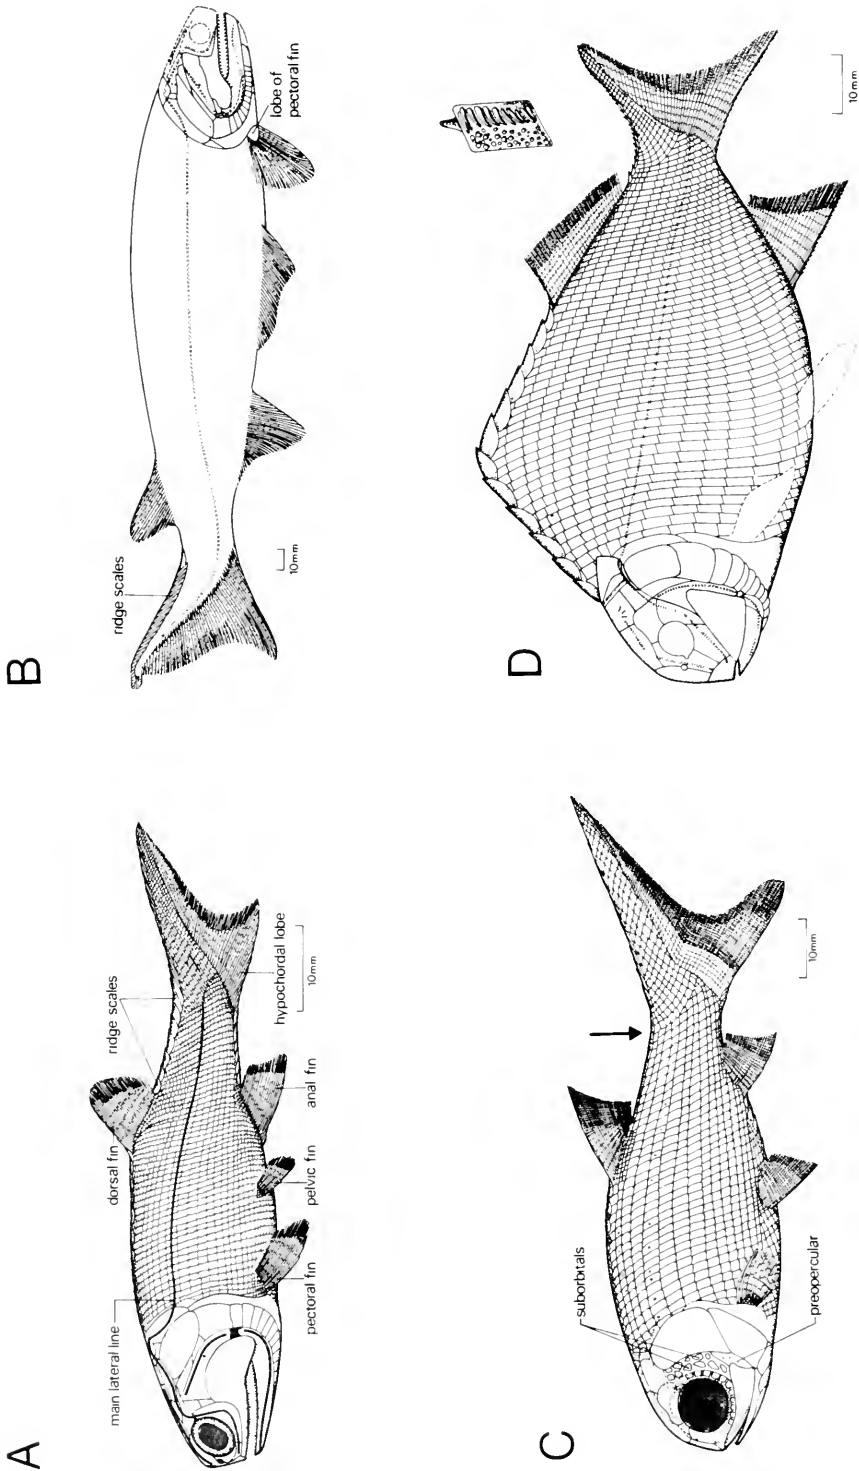 A
main lateral line
dorsal fin
ridge scales
pectoral fin
pelvic fin
anal fin
hypochordal lobe
10mm
B
ridge scales
10mm
lobe of
pectoral fin
C
suborbitals
preopercular
10mm
D
10mm